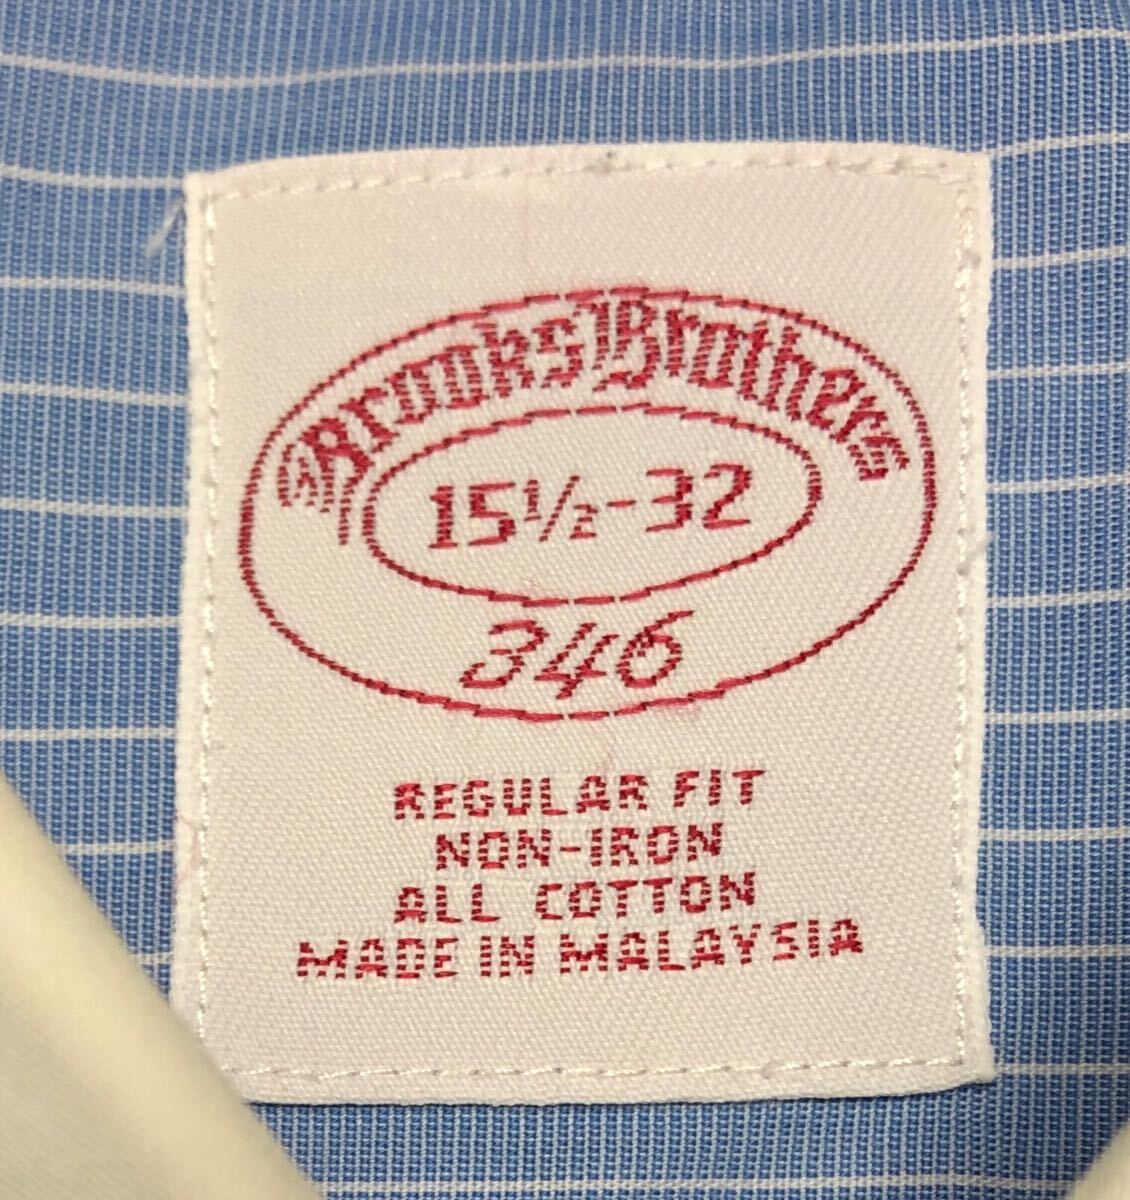 Brooks Brothers
15½-32
346
REGULAR FIT
NON-IRON
ALL COTTON
MADE IN MALAYSIA